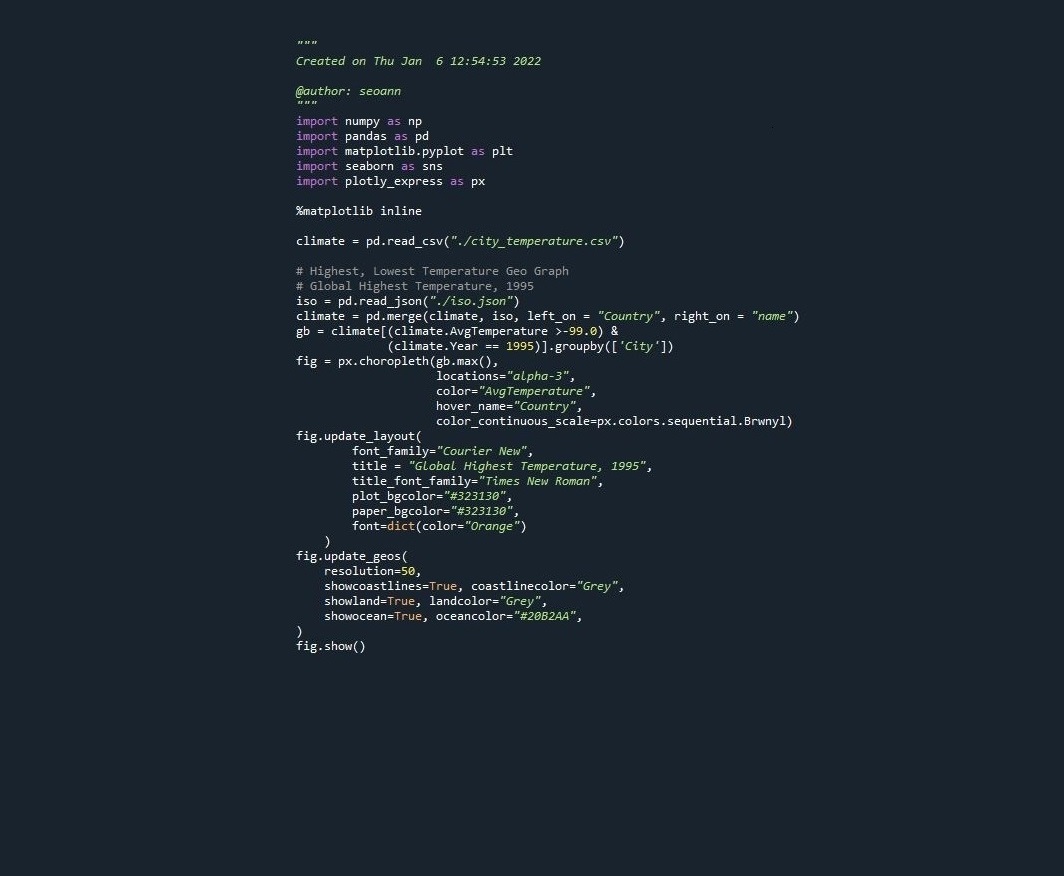 """
Created on Thu Jan  6 12:54:53 2022
@author: seoann
"""
import numpy as np
import pandas as pd
import matplotlib.pyplot as plt
import seaborn as sns
import plotly_express as px
%matplotlib inline
climate = pd.read_csv("./city_temperature.csv")
# Highest, Lowest Temperature Geo Graph
# Global Highest Temperature, 1995
iso = pd.read_json("./iso.json")
climate = pd.merge(climate, iso, left_on = "Country", right_on = "name")
gb = climate[(climate.AvgTemperature >-99.0) &
             (climate.Year == 1995)].groupby(['City'])
fig = px.choropleth(gb.max(),
                    locations="alpha-3",
                    color="AvgTemperature",
                    hover_name="Country",
                    color_continuous_scale=px.colors.sequential.Brwnyl)
fig.update_layout(
        font_family="Courier New",
        title = "Global Highest Temperature, 1995",
        title_font_family="Times New Roman",
        plot_bgcolor="#323130",
        paper_bgcolor="#323130",
        font=dict(color="Orange")
    )
fig.update_geos(
    resolution=50,
    showcoastlines=True, coastlinecolor="Grey",
    showland=True, landcolor="Grey",
    showocean=True, oceancolor="#20B2AA",
)
fig.show()